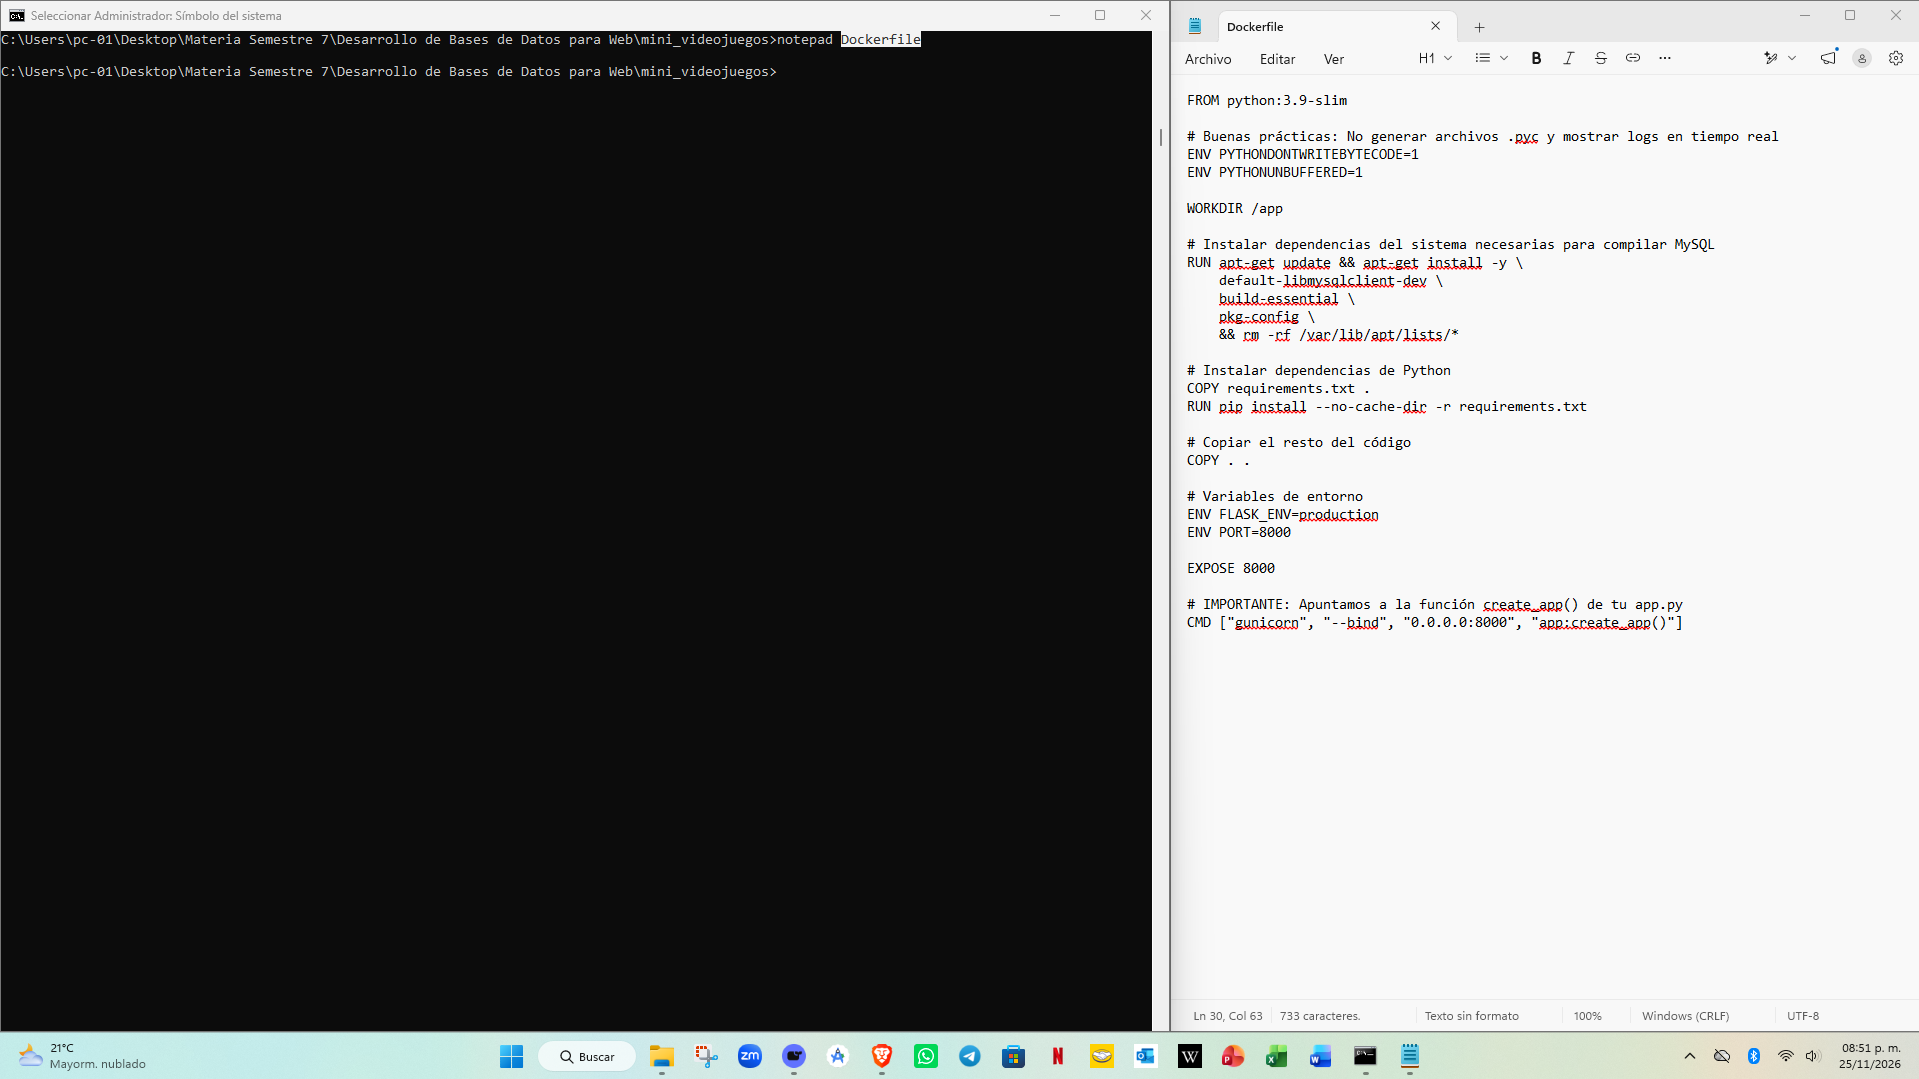 Seleccionar Administrador: Símbolo del sistema
C:\Users\pc-01\Desktop\Materia Semestre 7\Desarrollo de Bases de Datos para Web\mini_videojuegos>notepad Dockerfile
C:\Users\pc-01\Desktop\Materia Semestre 7\Desarrollo de Bases de Datos para Web\mini_videojuegos>
Dockerfile
Archivo Editar Ver H1 B I S
FROM python:3.9-slim
# Buenas prácticas: No generar archivos .pyc y mostrar logs en tiempo real
ENV PYTHONDONTWRITEBYTECODE=1
ENV PYTHONUNBUFFERED=1
WORKDIR /app
# Instalar dependencias del sistema necesarias para compilar MySQL
RUN apt-get update && apt-get install -y \
    default-libmysqlclient-dev \
    build-essential \
    pkg-config \
    && rm -rf /var/lib/apt/lists/*
# Instalar dependencias de Python
COPY requirements.txt .
RUN pip install --no-cache-dir -r requirements.txt
# Copiar el resto del código
COPY . .
# Variables de entorno
ENV FLASK_ENV=production
ENV PORT=8000
EXPOSE 8000
# IMPORTANTE: Apuntamos a la función create_app() de tu app.py
CMD ["gunicorn", "--bind", "0.0.0.0:8000", "app:create_app()"]
Ln 30, Col 63 733 caracteres. Texto sin formato 100% Windows (CRLF) UTF-8
21°C
Mayorm. nublado
Buscar
zm
N
W
08:51 p. m.
25/11/2026